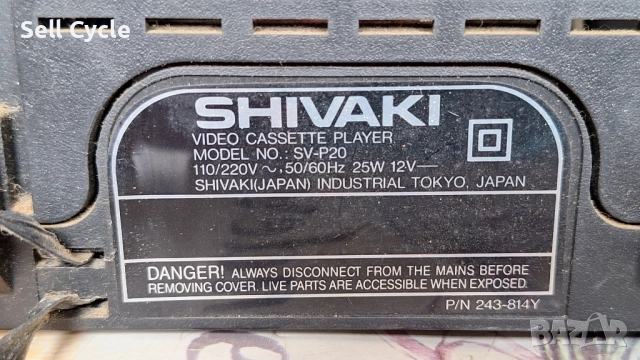 Sell Cycle
SHIVAKI
VIDEO CASSETTE PLAYER
MODEL NO.: SV-P20
110/220V ~, 50/60Hz 25W 12V⎓
SHIVAKI(JAPAN) INDUSTRIAL TOKYO, JAPAN
DANGER! ALWAYS DISCONNECT FROM THE MAINS BEFORE
REMOVING COVER. LIVE PARTS ARE ACCESSIBLE WHEN EXPOSED.
P/N 243-814Y
BAZAR.BG